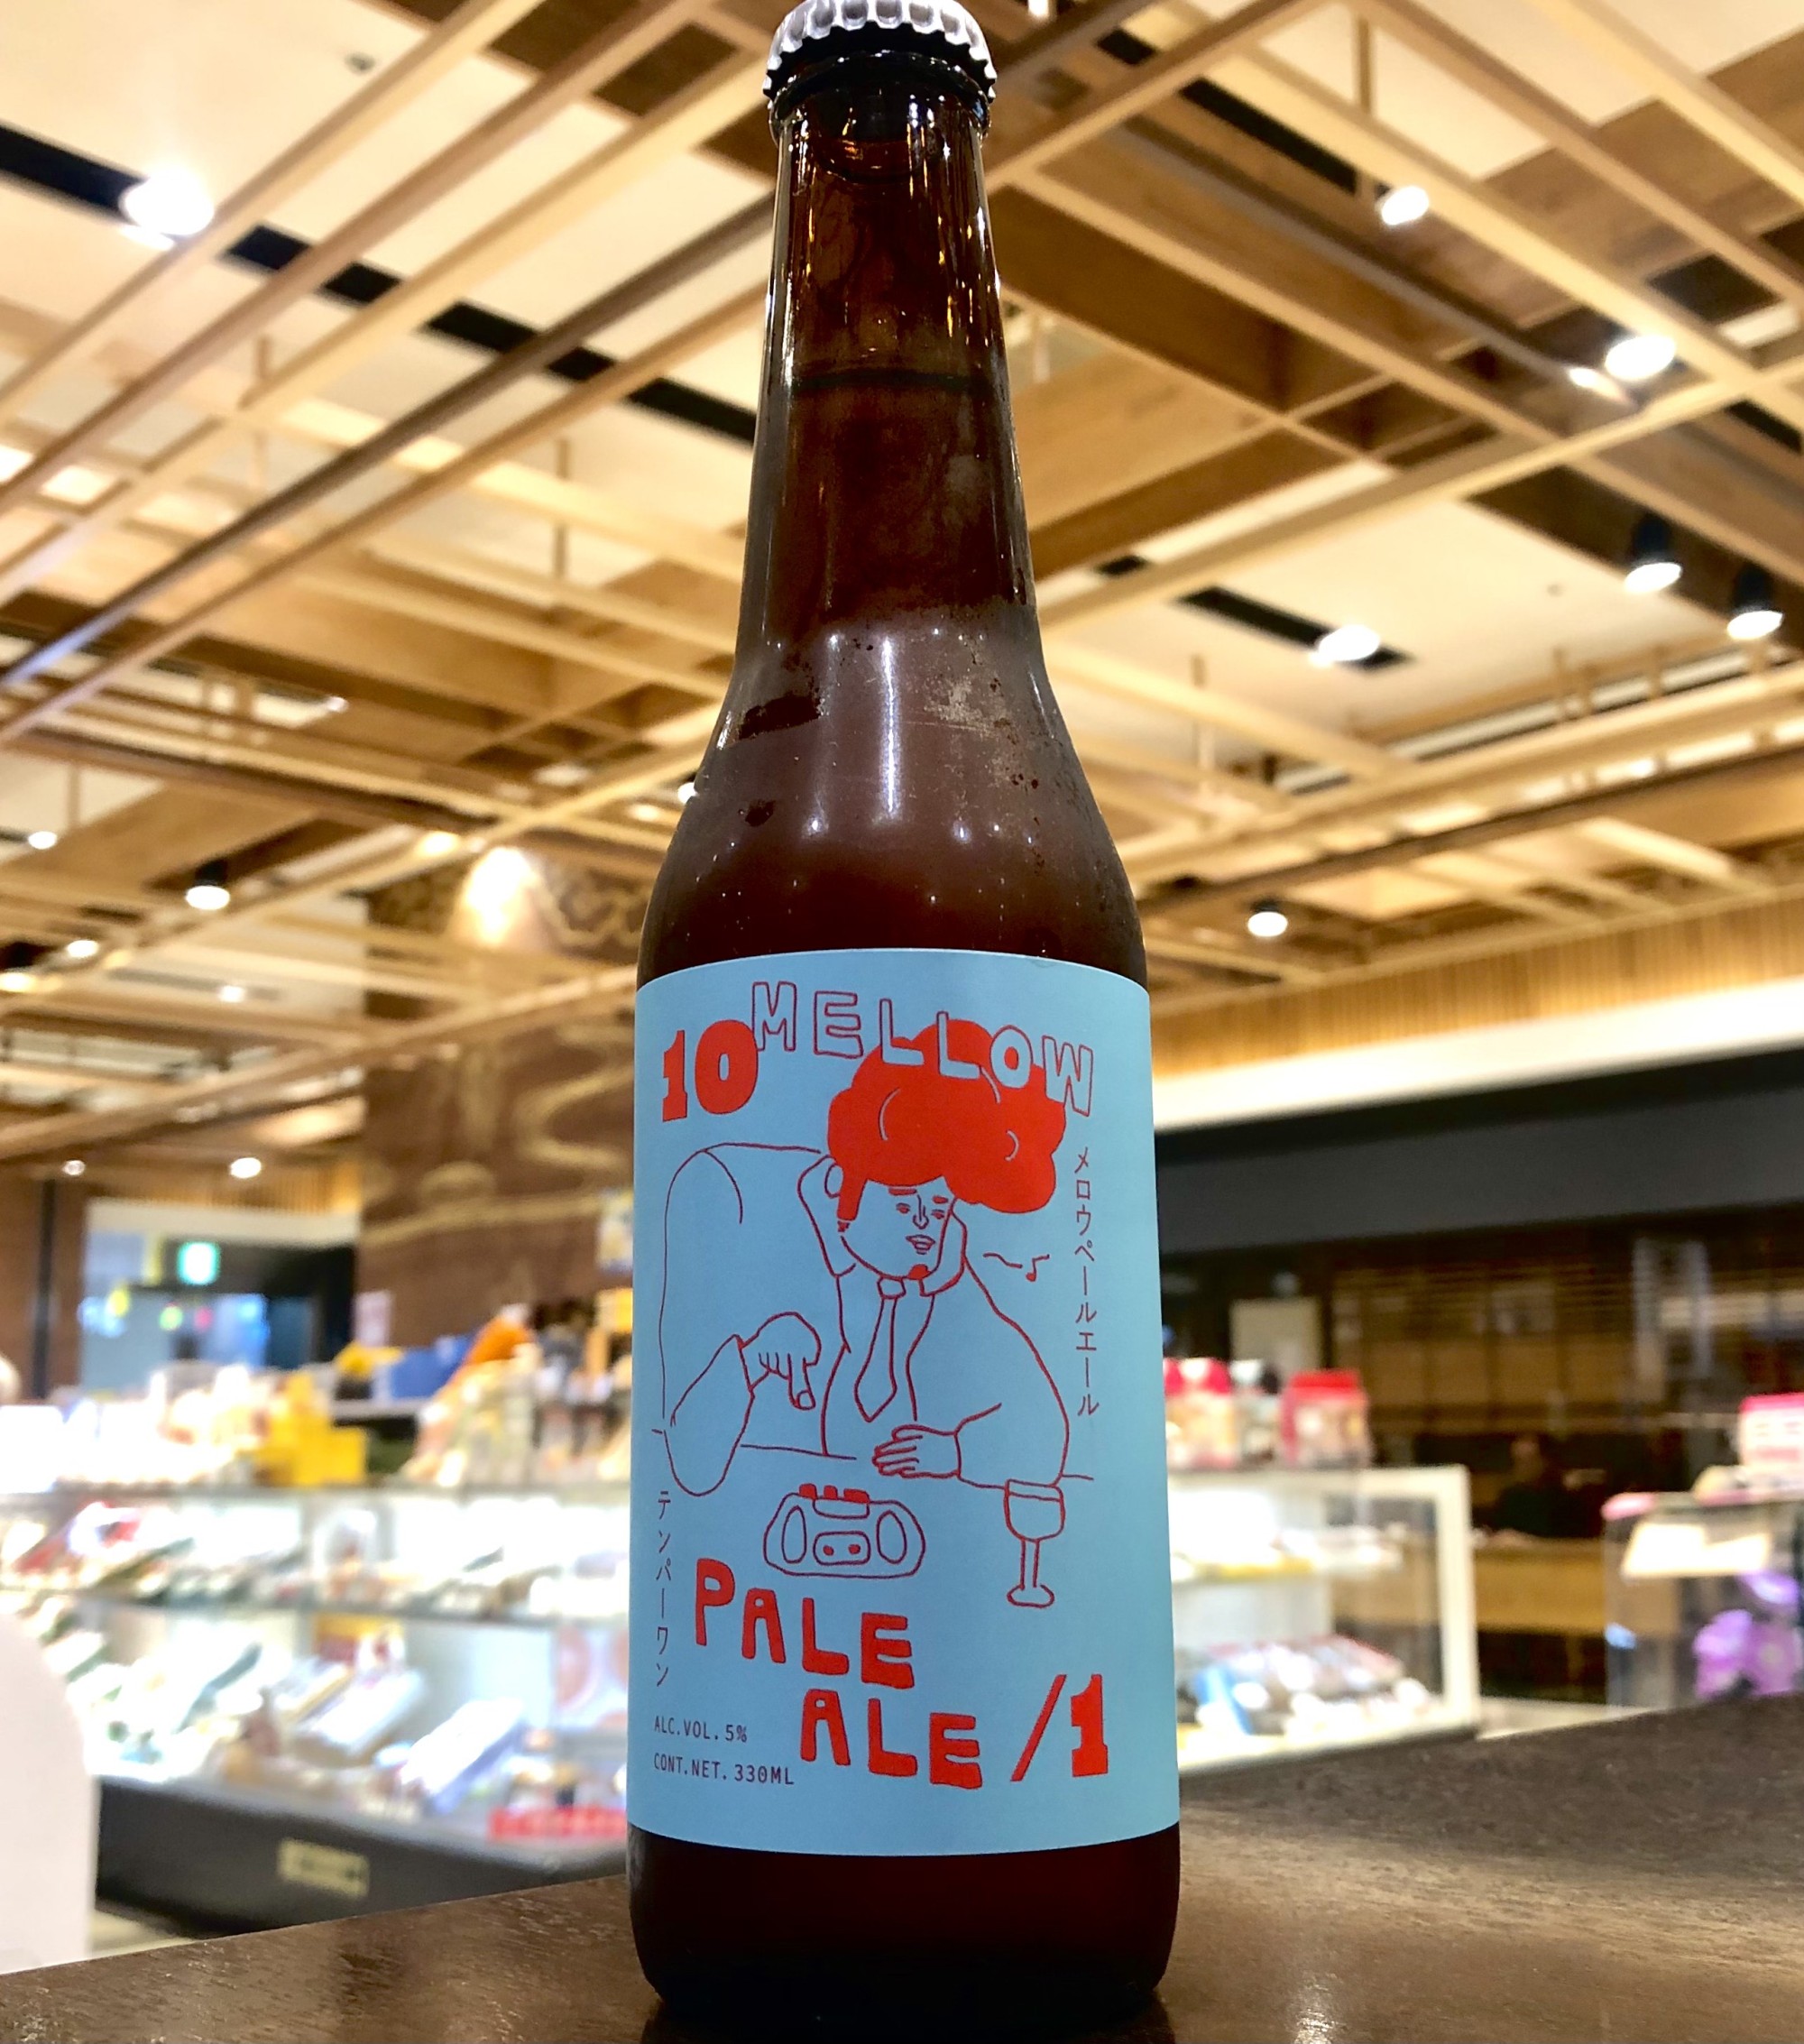 10
MELLOW
メロウペールエール
テンパーワン
PALE
ALE /1
ALC.VOL.5%
CONT.NET.330ML